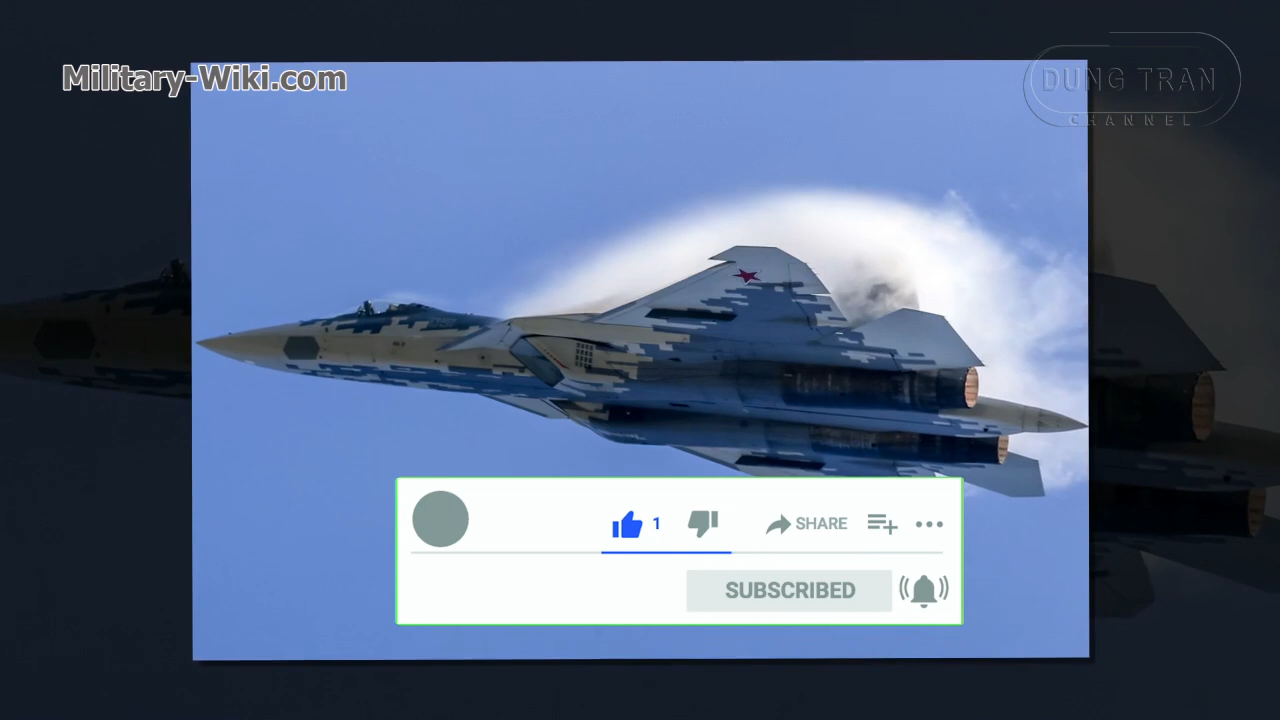 Military-Wiki.com
DUNG TRAN
CHANNEL
1
SHARE
SUBSCRIBED